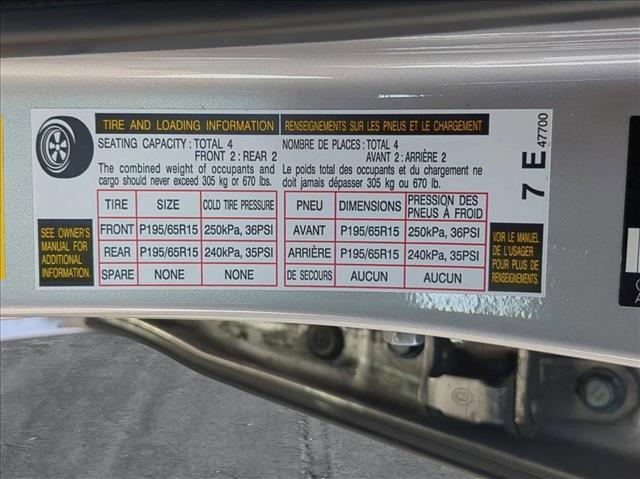 TIRE AND LOADING INFORMATION
SEATING CAPACITY : TOTAL 4
FRONT 2 : REAR 2
The combined weight of occupants and
cargo should never exceed 305 kg or 670 lbs.
TIRE SIZE COLD TIRE PRESSURE
FRONT P195/65R15 250kPa, 36PSI
REAR P195/65R15 240kPa, 35PSI
SPARE NONE NONE
SEE OWNER'S
MANUAL FOR
ADDITIONAL
INFORMATION.
RENSEIGNEMENTS SUR LES PNEUS ET LE CHARGEMENT
NOMBRE DE PLACES : TOTAL 4
AVANT 2 : ARRIÈRE 2
Le poids total des occupants et du chargement ne
doit jamais dépasser 305 kg ou 670 lb.
PNEU DIMENSIONS PRESSION DES
PNEUS À FROID
AVANT P195/65R15 250kPa, 36PSI
ARRIÈRE P195/65R15 240kPa, 35PSI
DE SECOURS AUCUN AUCUN
VOIR LE MANUEL
DE L'USAGER
POUR PLUS DE
RENSEIGNEMENTS.
7 E 47700